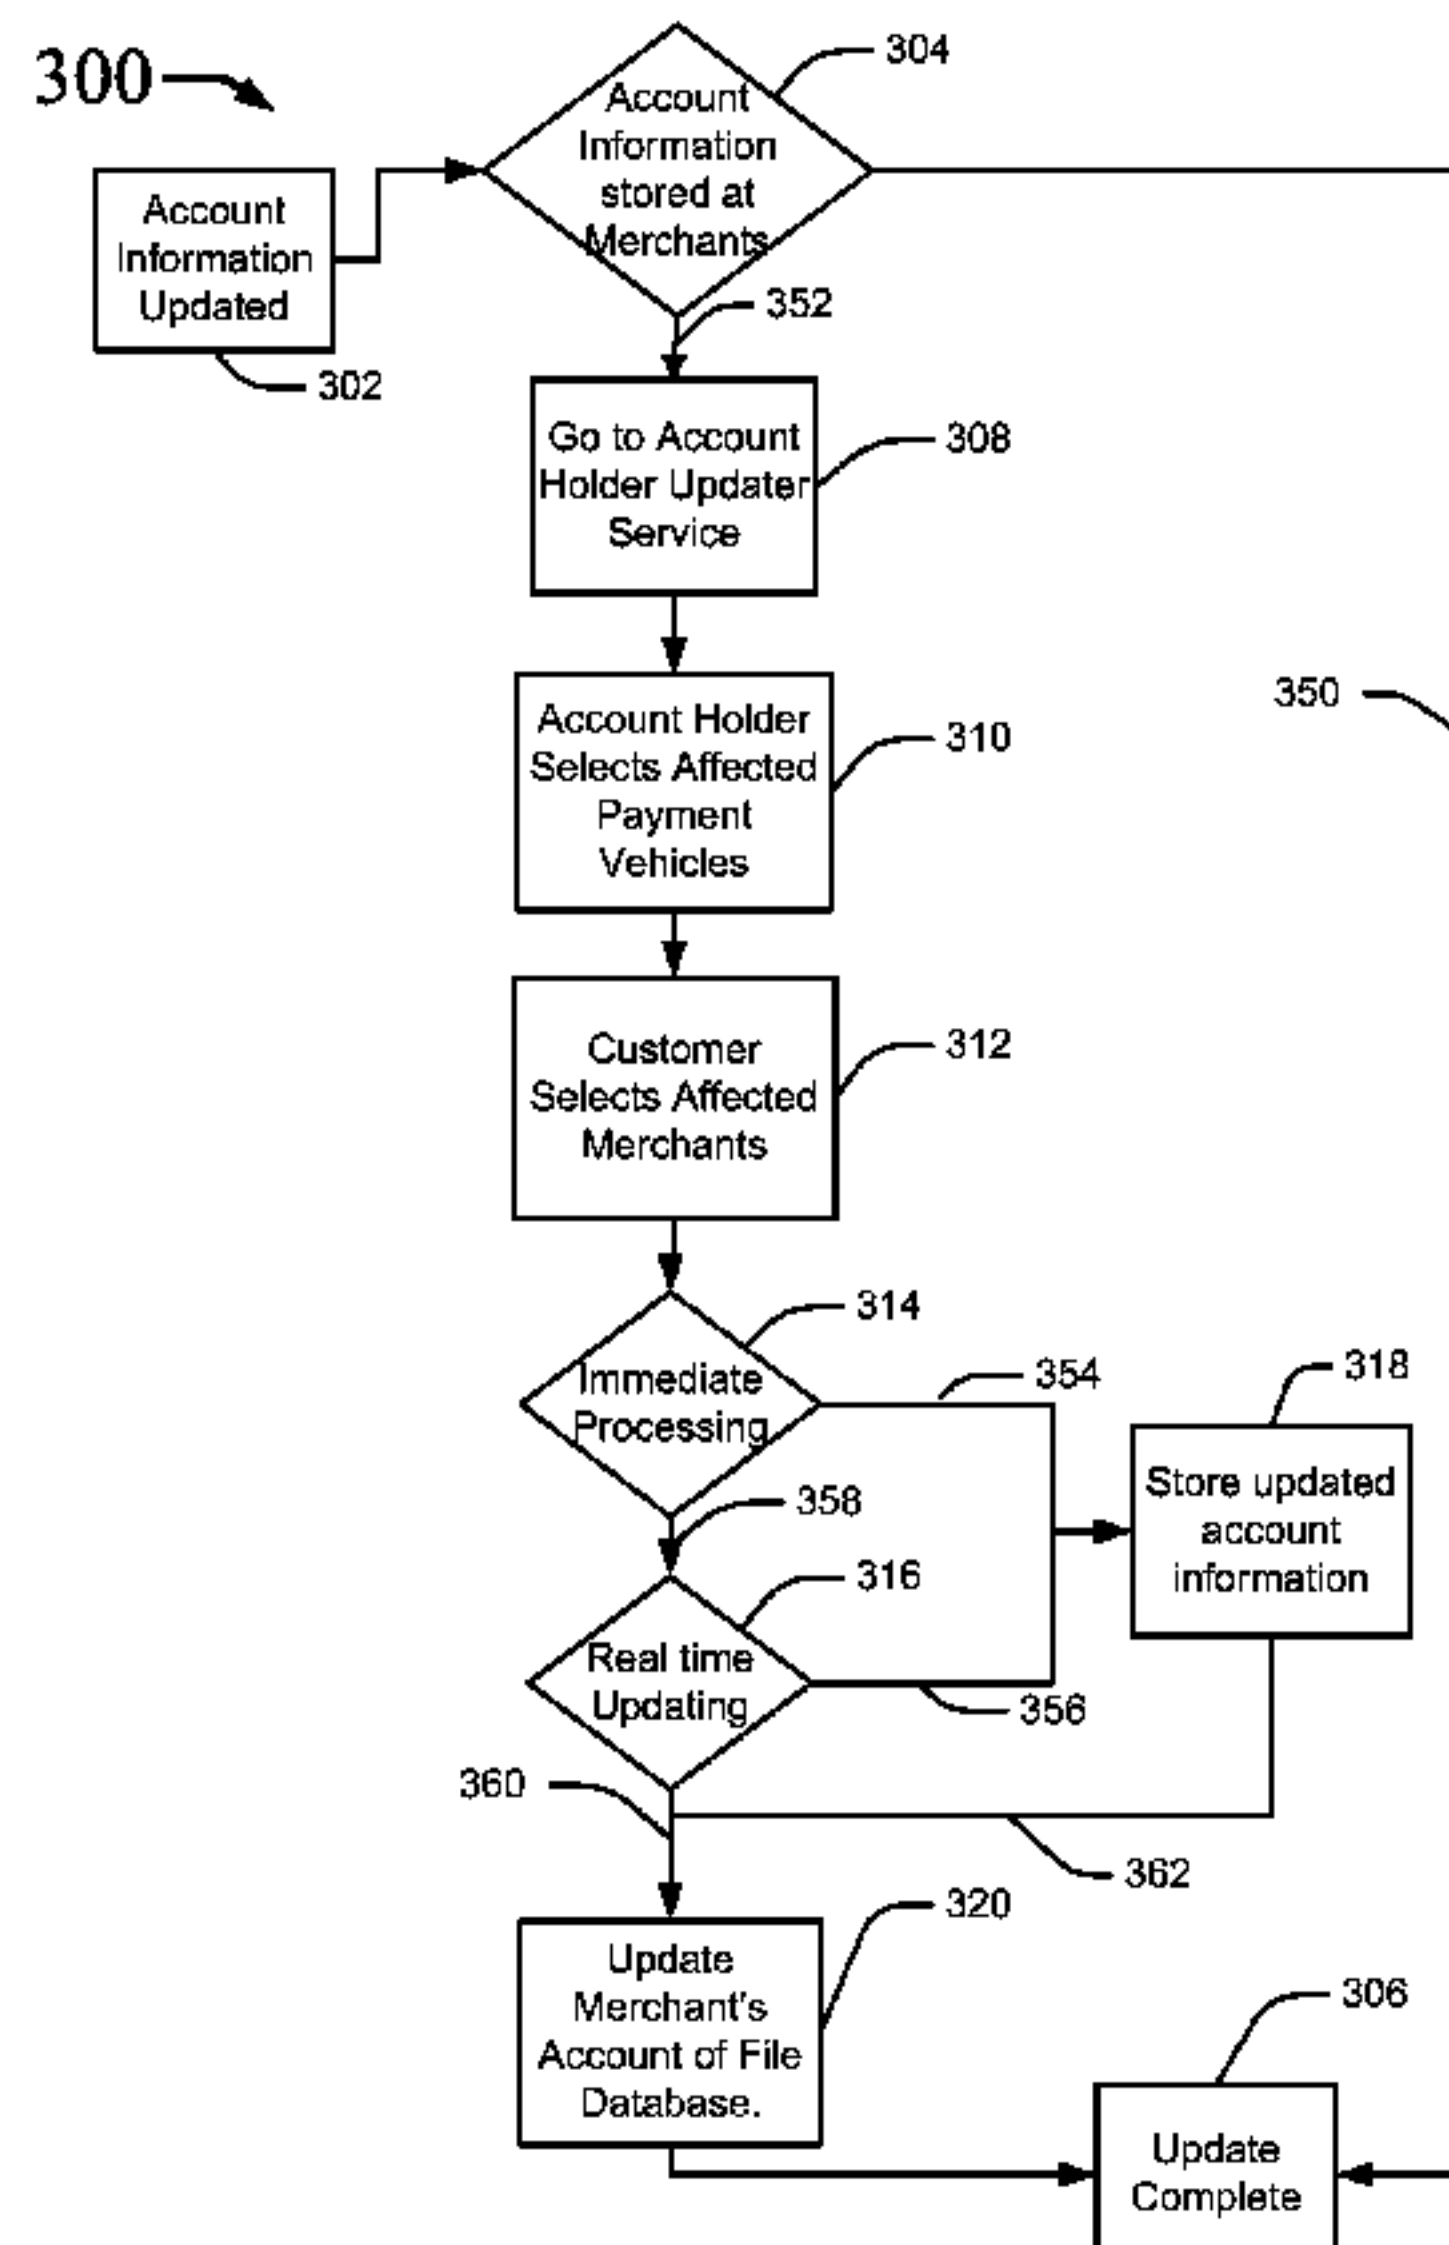 300
304
Account
Information
stored at
Merchants
Account
Information
Updated
302
352
Go to Account
Holder Updater
Service
308
350
Account Holder
Selects Affected
Payment
Vehicles
310
Customer
Selects Affected
Merchants
312
314
Immediate
Processing
354
318
Store updated
account
information
358
316
Real time
Updating
356
360
362
320
Update
Merchant's
Account of File
Database.
306
Update
Complete